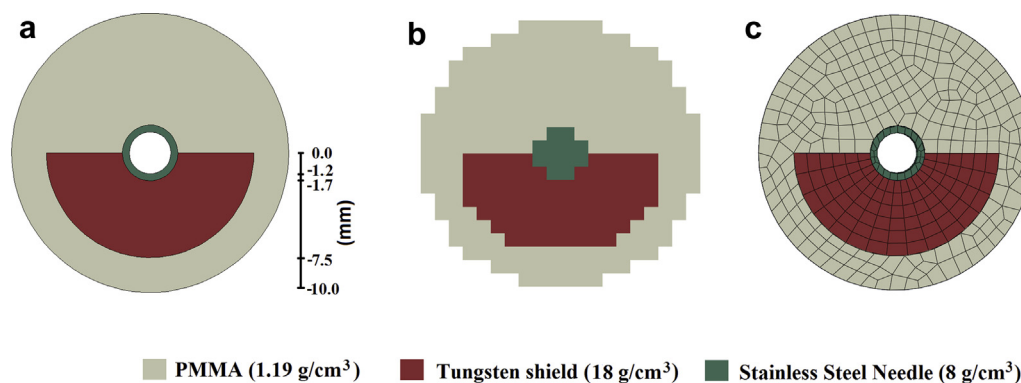 a
b
c
0.0
-1.2
-1.7
(mm)
-7.5
-10.0
PMMA (1.19 g/cm³)
Tungsten shield (18 g/cm³)
Stainless Steel Needle (8 g/cm³)